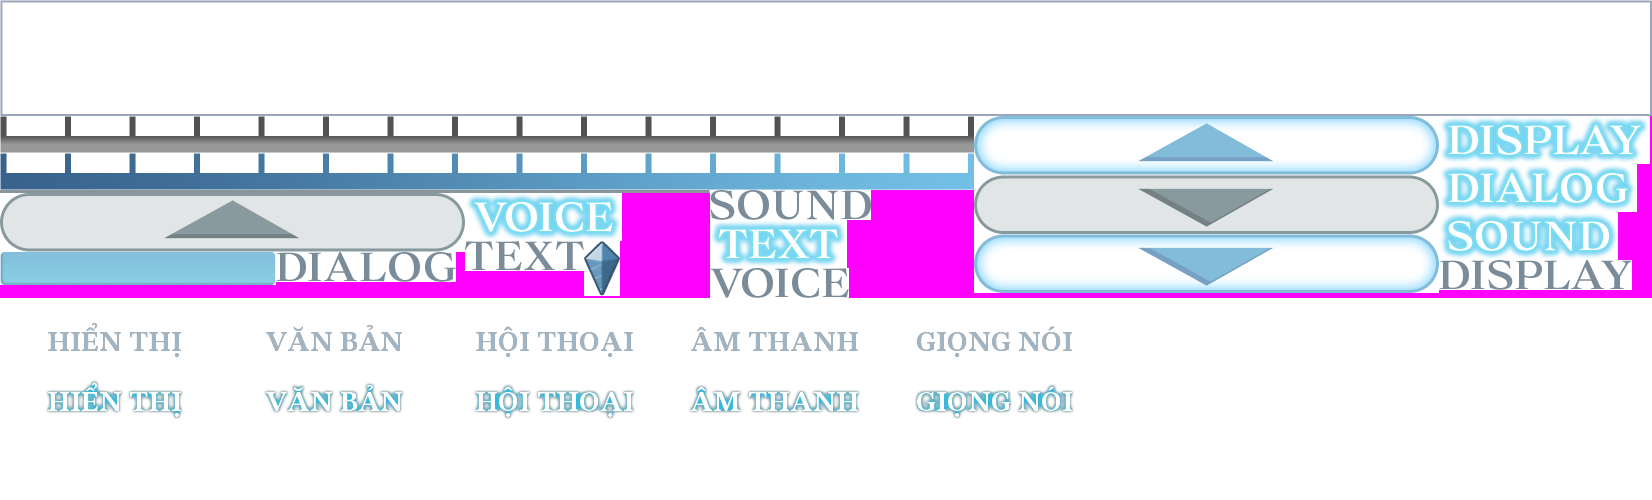 DISPLAY
DIALOG
SOUND
DISPLAY
SOUND
TEXT
VOICE
VOICE
TEXT
DIALOG
HIỂN THỊ VĂN BẢN HỘI THOẠI ÂM THANH GIỌNG NÓI
HIỂN THỊ VĂN BẢN HỘI THOẠI ÂM THANH GIỌNG NÓI